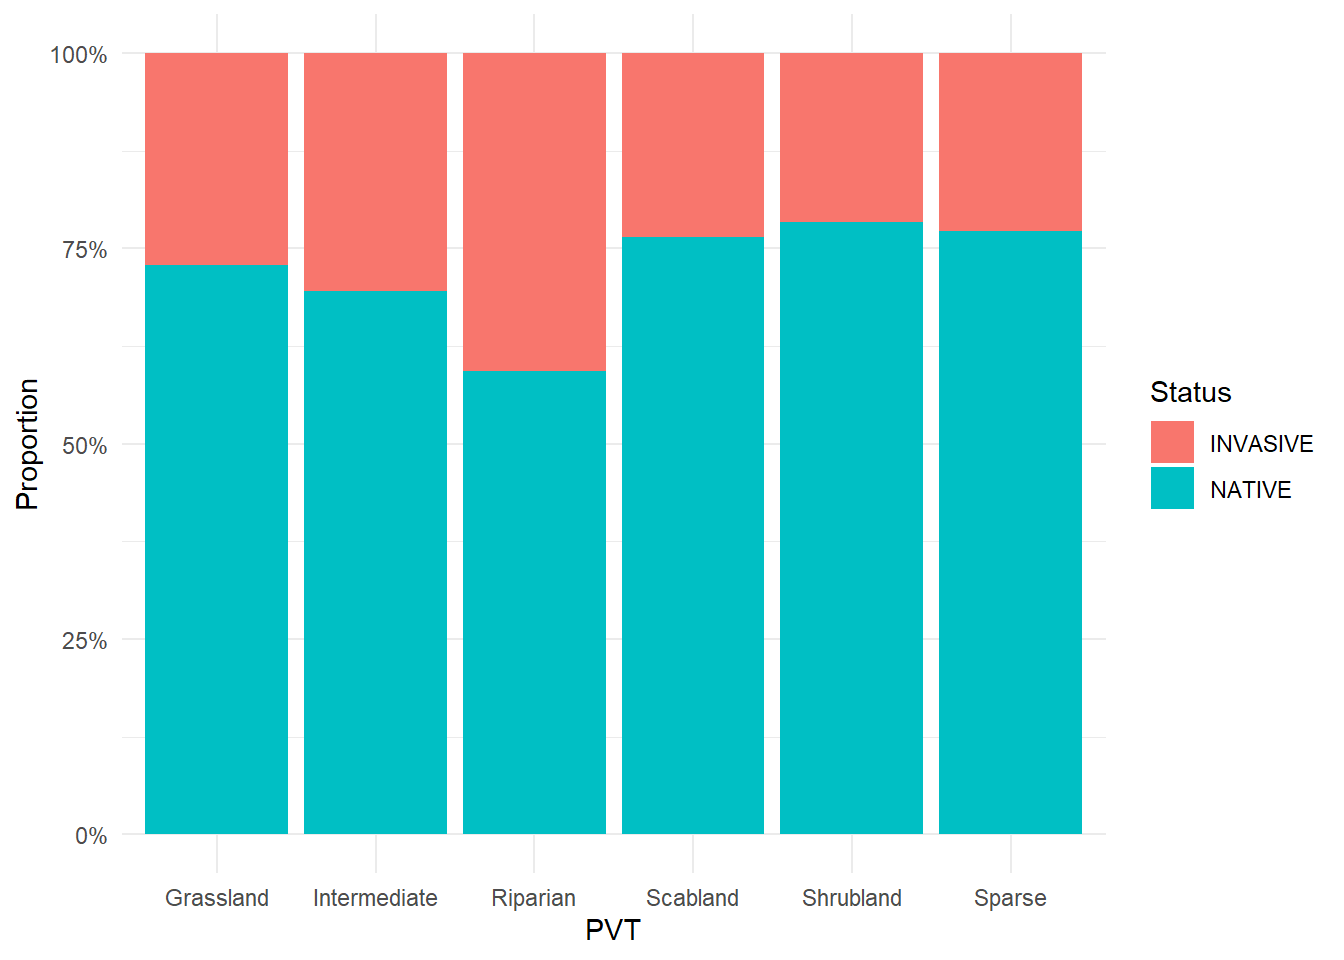 100%
75%
50%
25%
0%
Proportion
Grassland Intermediate Riparian Scabland Shrubland Sparse
PVT
Status
INVASIVE
NATIVE